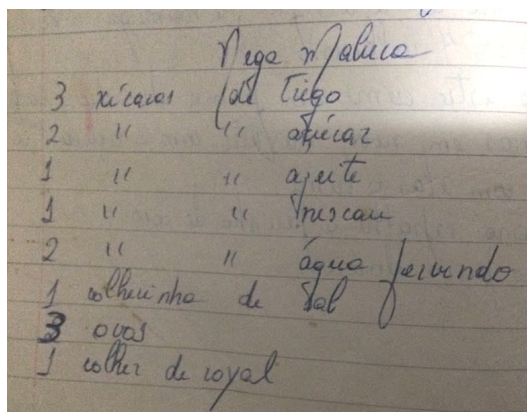 Nega Maluca
3 xícaras de trigo
2 " " açúcar
1 " " azeite
1 " " nescau
2 " " água fervendo
1 colherinha de sal
3 ovos
1 colher de royal